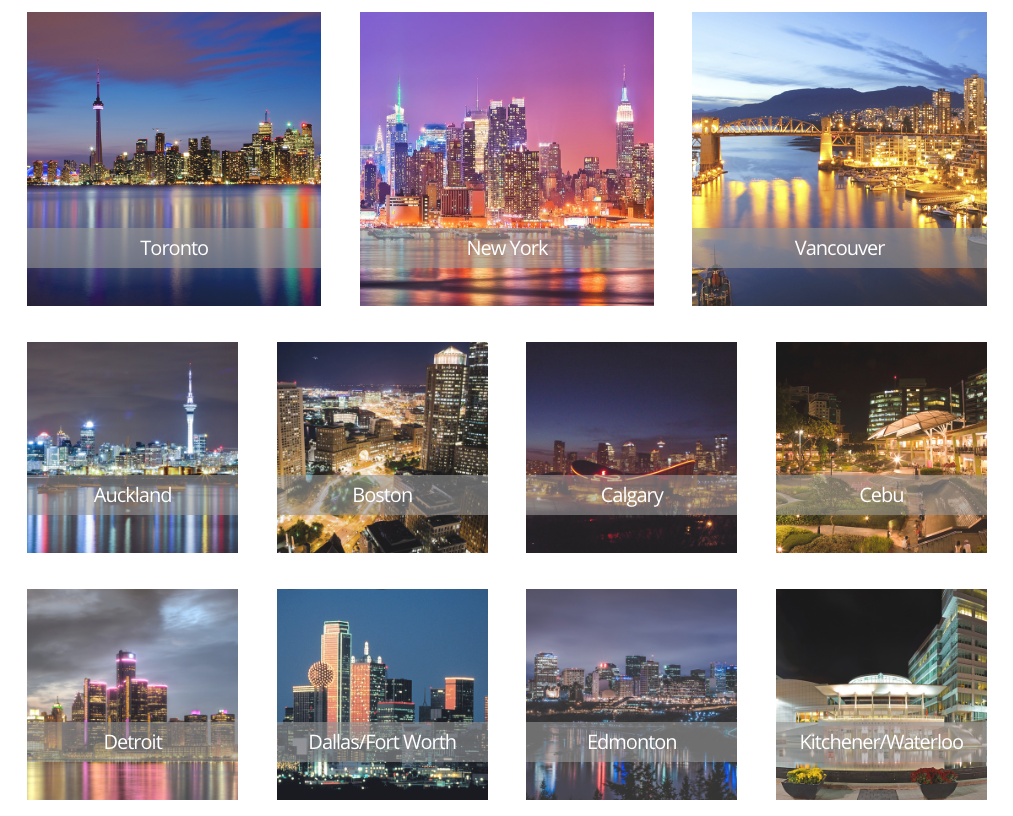 Toronto
New York
Vancouver
Auckland
Boston
Calgary
Cebu
Detroit
Dallas/Fort Worth
Edmonton
Kitchener/Waterloo